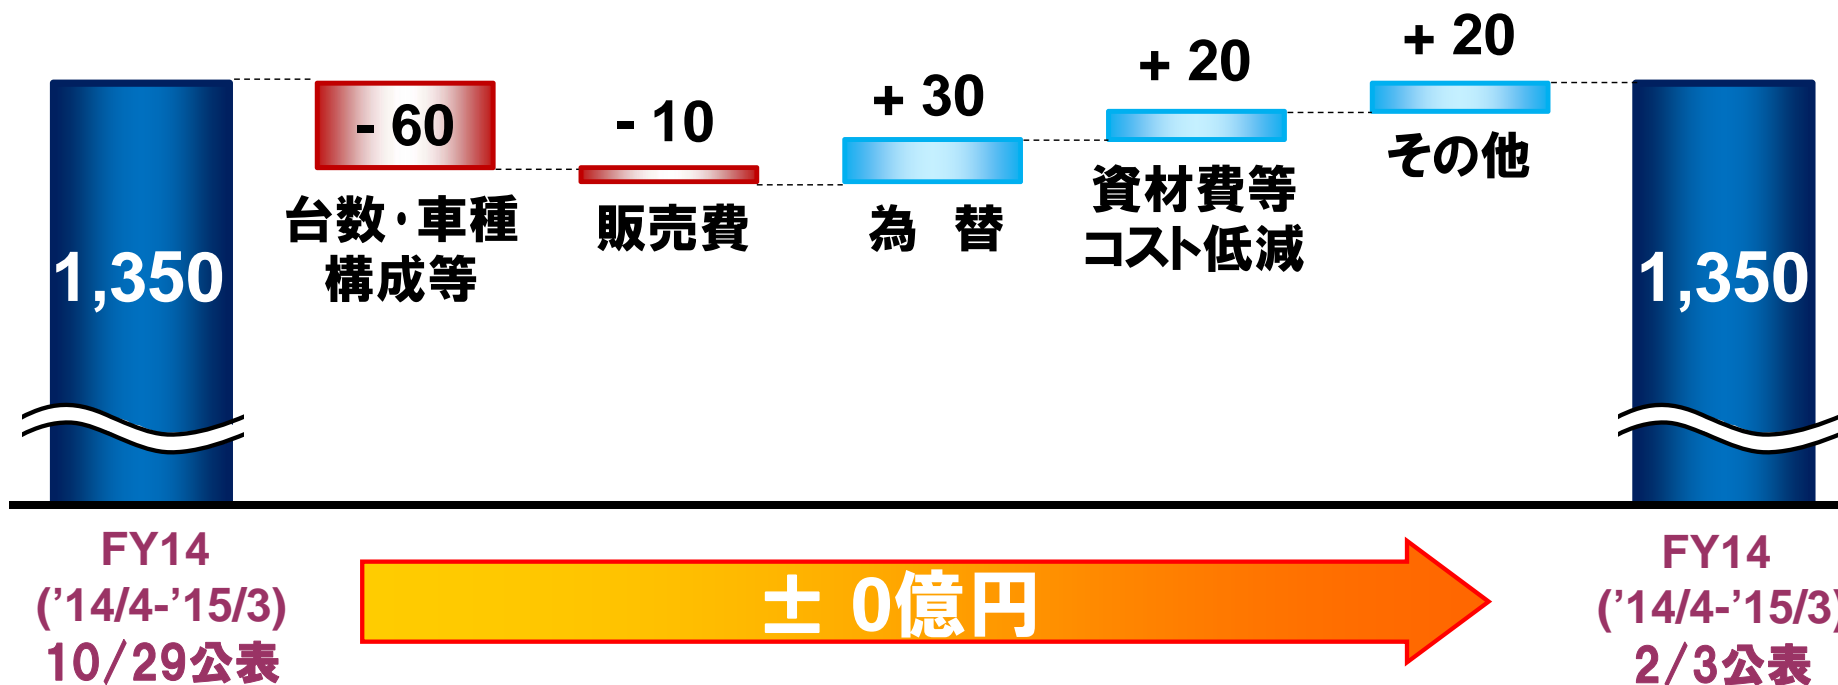 1,350
- 60
台数・車種
構成等
- 10
販売費
+ 30
為 替
+ 20
資材費等
コスト低減
+ 20
その他
1,350
FY14
(’14/4-’15/3)
10/29公表
± 0億円
FY14
(’14/4-’15/3)
2/3公表